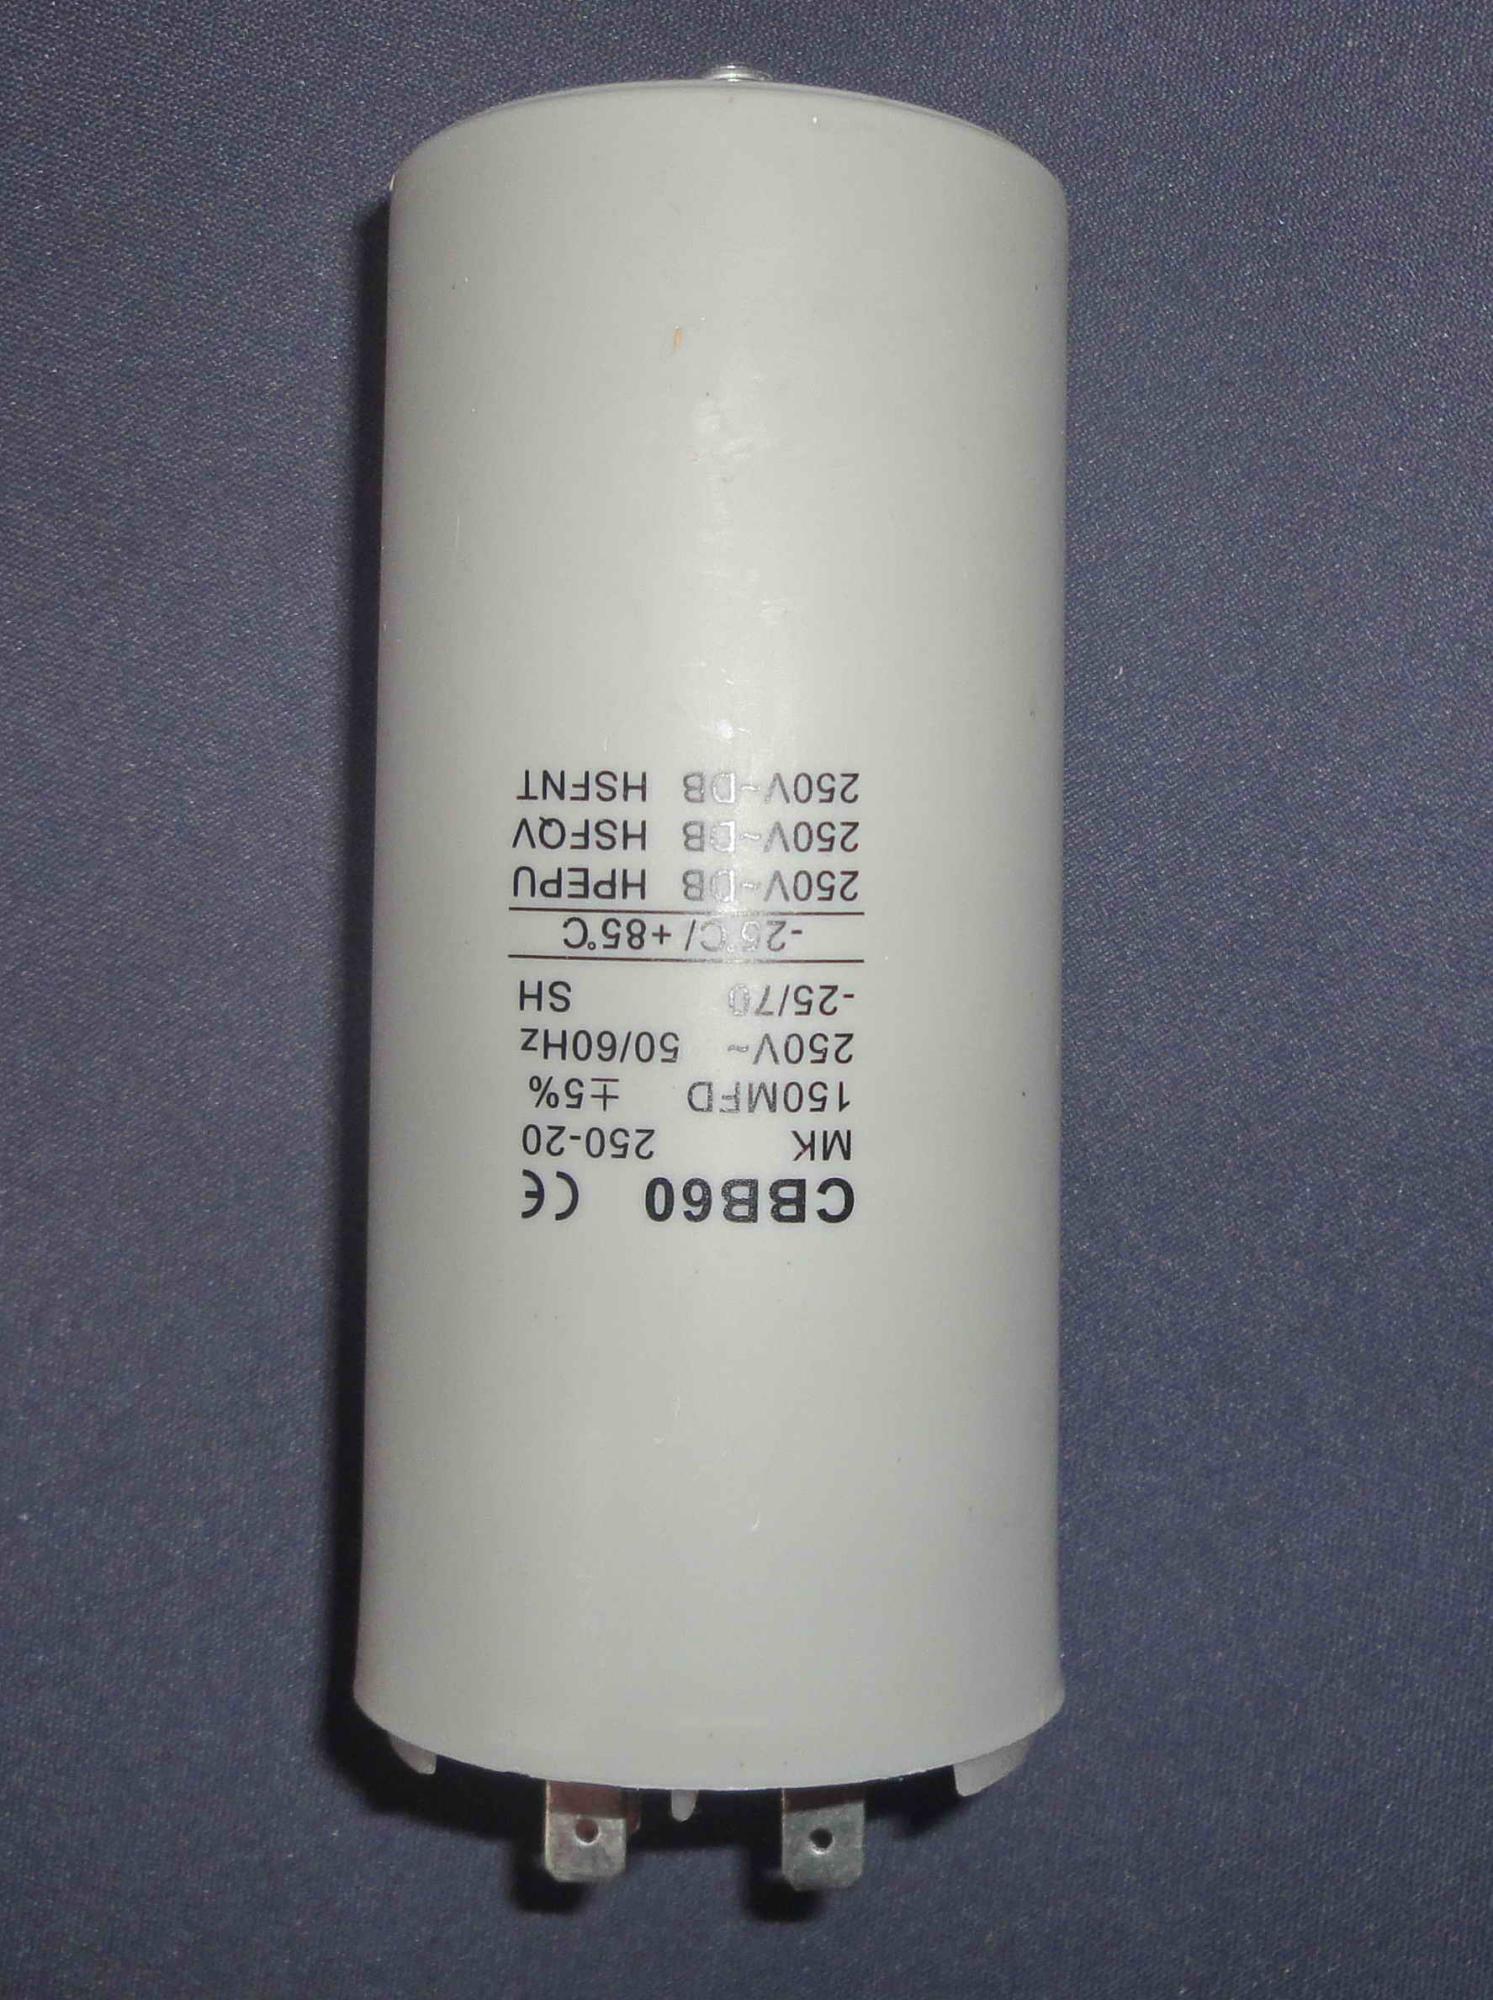 CBB60 CE
MK 250-20
150MFD ±5%
250V~ 50/60Hz
-25/70 SH
-25°C/+85°C
250V~DB HPEPU
250V~DB HSFQV
250V~DB HSFNT